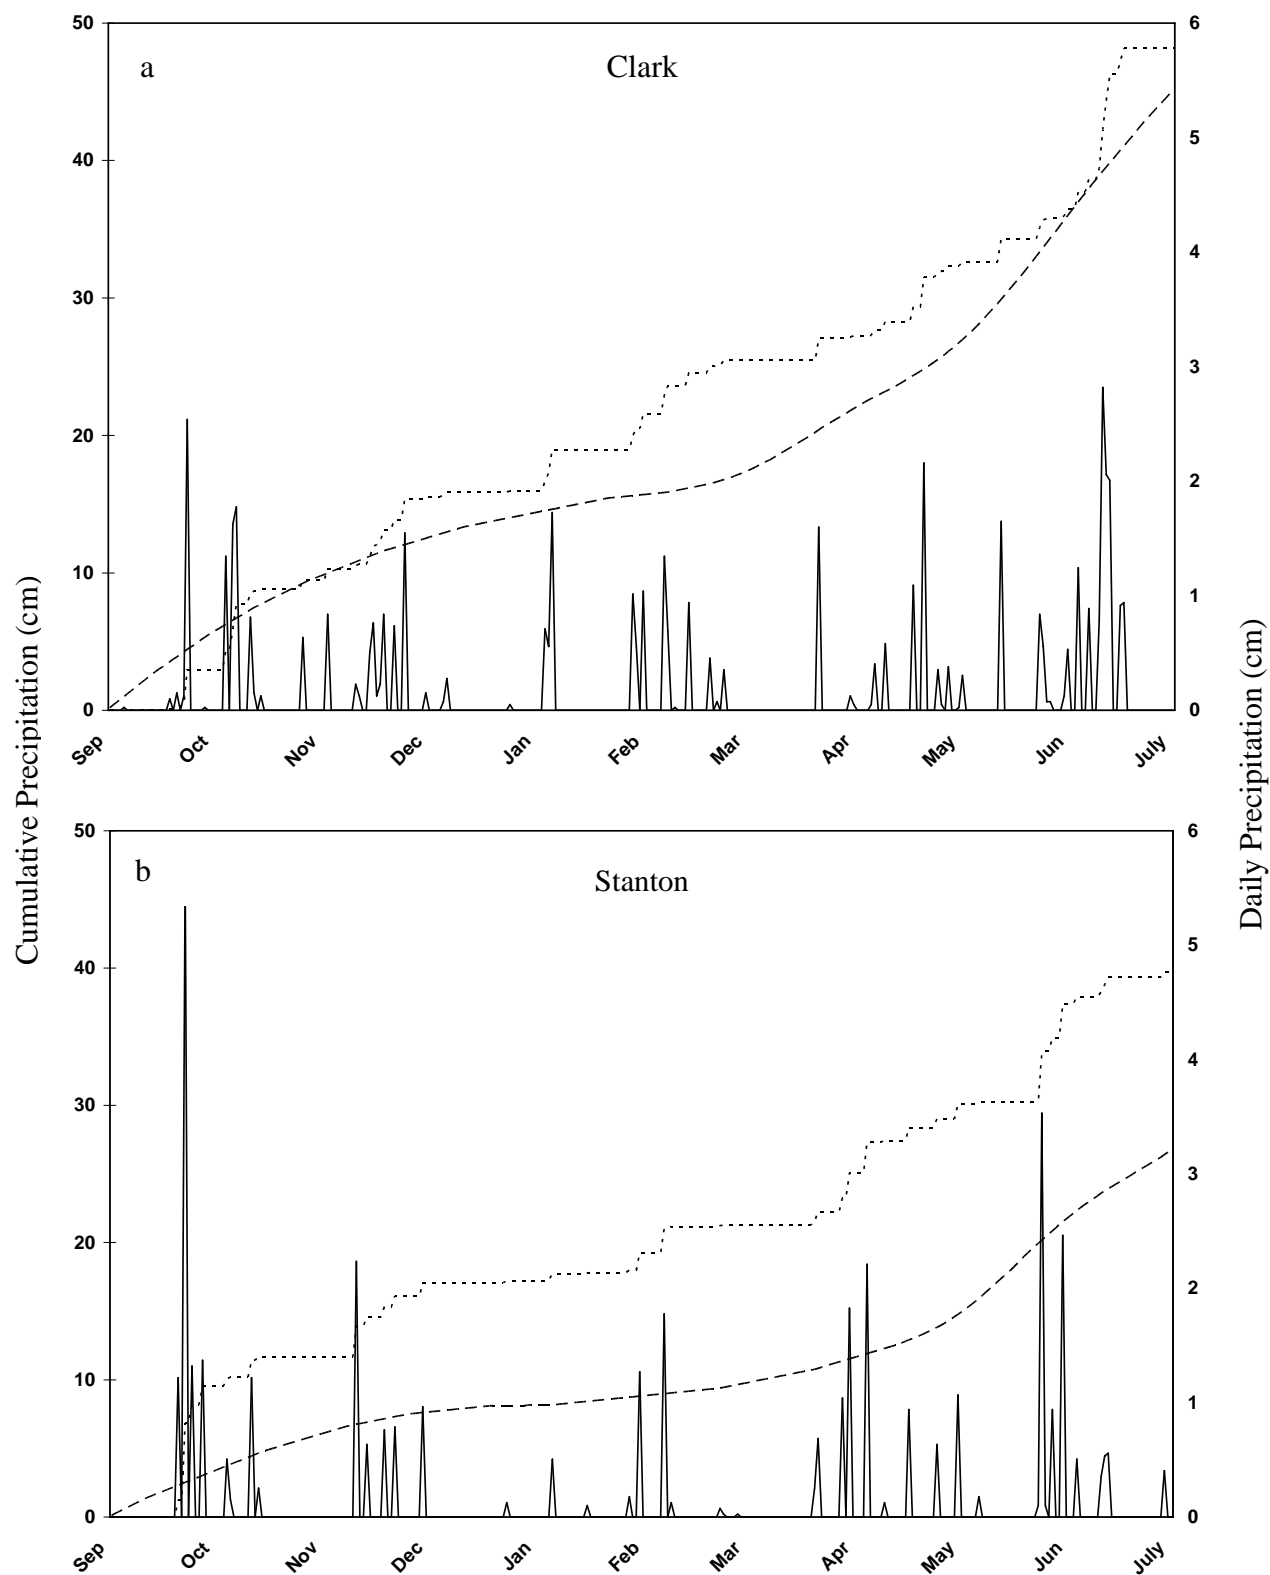 50
6
a
Clark
5
40
4
30
3
20
2
10
1
0
0
Sep
Oct
Nov
Dec
Jan
Feb
Mar
Apr
May
Jun
July
Cumulative Precipitation (cm)
Daily Precipitation (cm)
50
6
b
Stanton
5
40
4
30
3
20
2
10
1
0
0
Sep
Oct
Nov
Dec
Jan
Feb
Mar
Apr
May
Jun
July